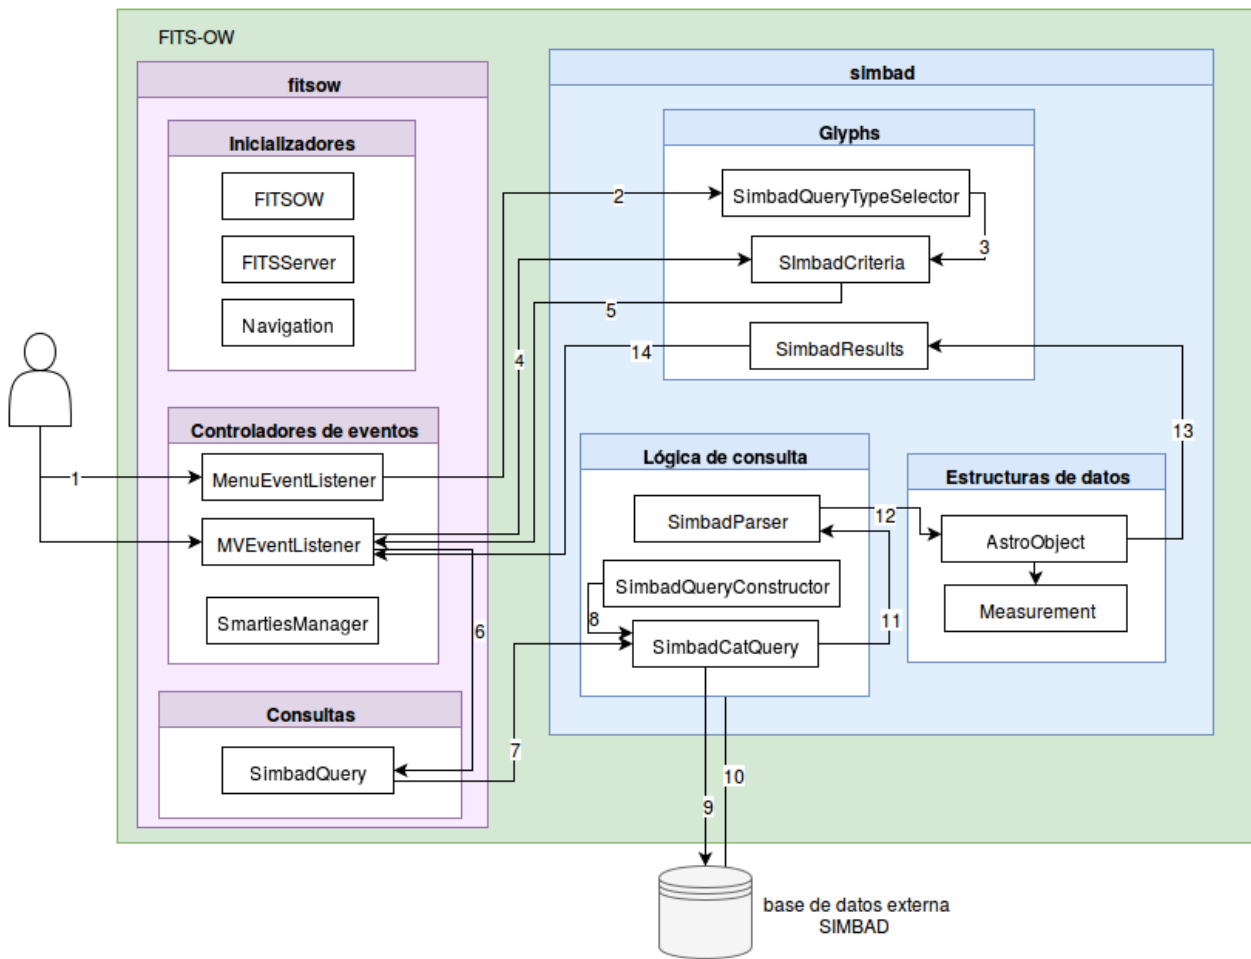 FITS-OW
fitsow
simbad
Inicializadores
FITSOW
FITSServer
Navigation
Glyphs
SimbadQueryTypeSelector
SImbadCriteria
SimbadResults
2
3
4
5
14
13
1
Controladores de eventos
MenuEventListener
MVEventListener
SmartiesManager
6
Lógica de consulta
SimbadParser
SimbadQueryConstructor
SimbadCatQuery
8
11
12
Estructuras de datos
AstroObject
Measurement
Consultas
SimbadQuery
7
9
10
base de datos externa
SIMBAD